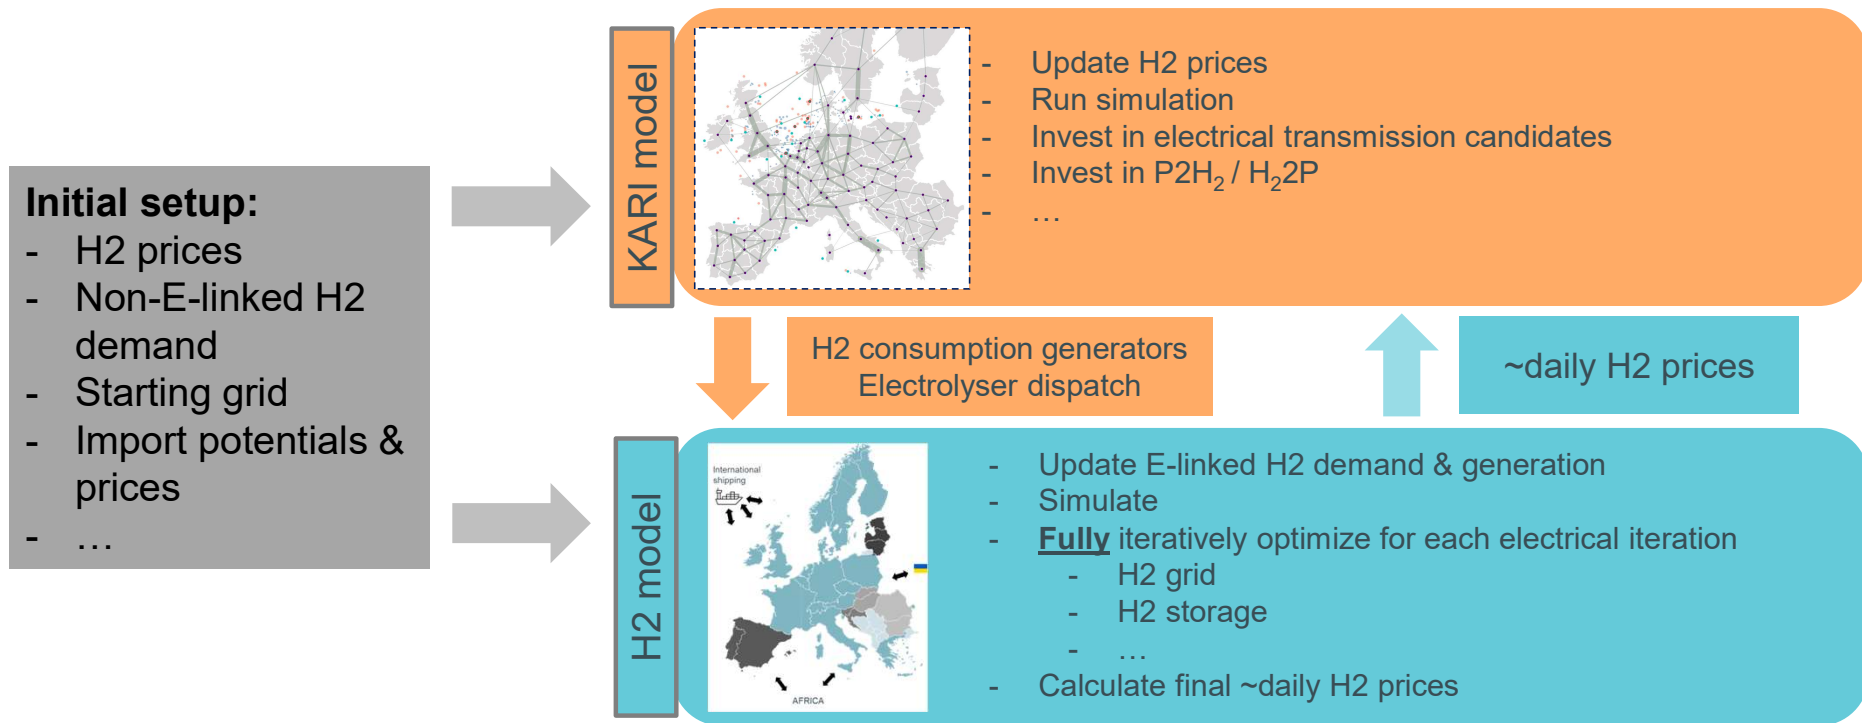 Initial setup:
- H2 prices
- Non-E-linked H2
demand
- Starting grid
- Import potentials &
prices
- …
KARI model
- Update H2 prices
- Run simulation
- Invest in electrical transmission candidates
- Invest in P2H₂ / H₂2P
- …
H2 consumption generators
Electrolyser dispatch
~daily H2 prices
H2 model
International
shipping
AFRICA
- Update E-linked H2 demand & generation
- Simulate
- Fully iteratively optimize for each electrical iteration
- H2 grid
- H2 storage
- …
- Calculate final ~daily H2 prices